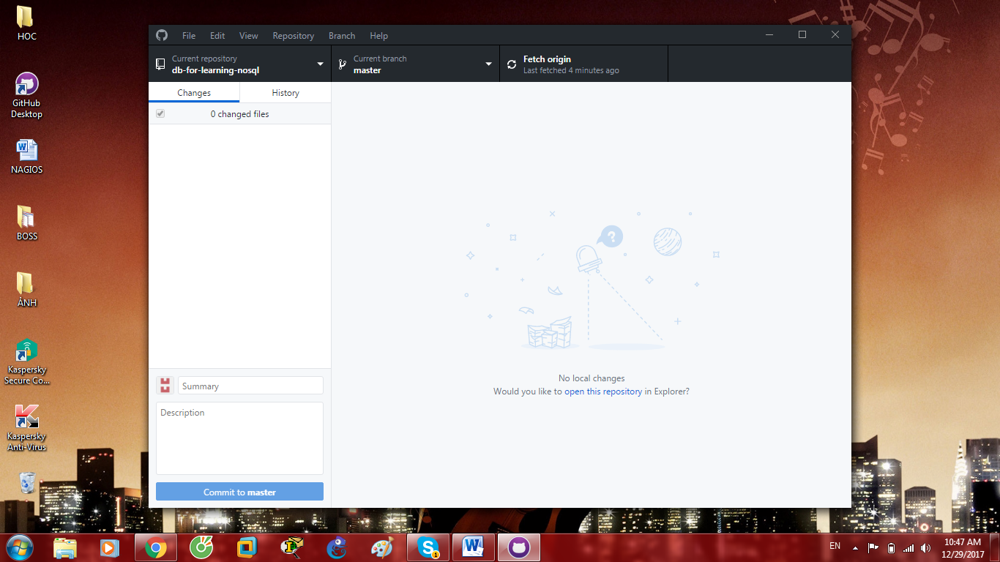 HOC
GitHub
Desktop
NAGIOS
BOSS
ẢNH
Kaspersky
Secure Co...
Kaspersky
Anti-Virus
File Edit View Repository Branch Help
Current repository
db-for-learning-nosql
Current branch
master
Fetch origin
Last fetched 4 minutes ago
Changes History
0 changed files
?
No local changes
Would you like to open this repository in Explorer?
Summary
Description
Commit to master
EN
10:47 AM
12/29/2017
1